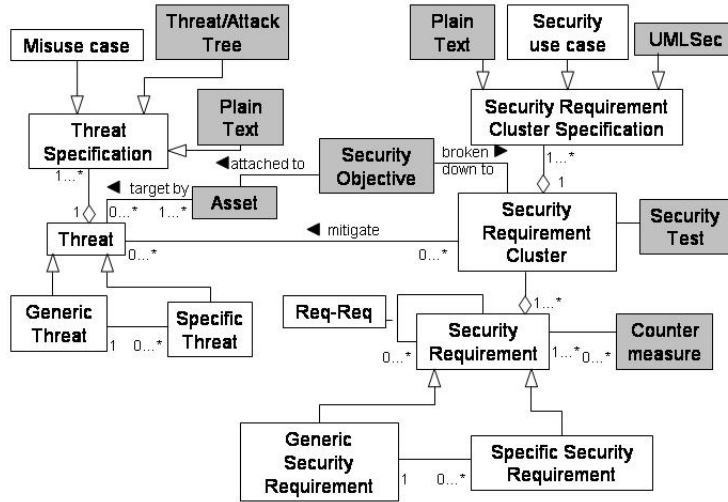 Misuse case
Threat/Attack
Tree
Plain
Text
Security
use case
UMLSec
Plain
Text
Threat
Specification
Security Requirement
Cluster Specification
1...*
attached to
Security
Objective
broken
down to
1...*
1
target by
0...*
1...*
Asset
1
Threat
mitigate
0...*
0...*
Security
Requirement
Cluster
Security
Test
Generic
Threat
1
0...*
Specific
Threat
Req-Req
1...*
Security
Requirement
0...*
1...*
0...*
Counter
measure
Generic
Security
Requirement
1
0...*
Specific Security
Requirement